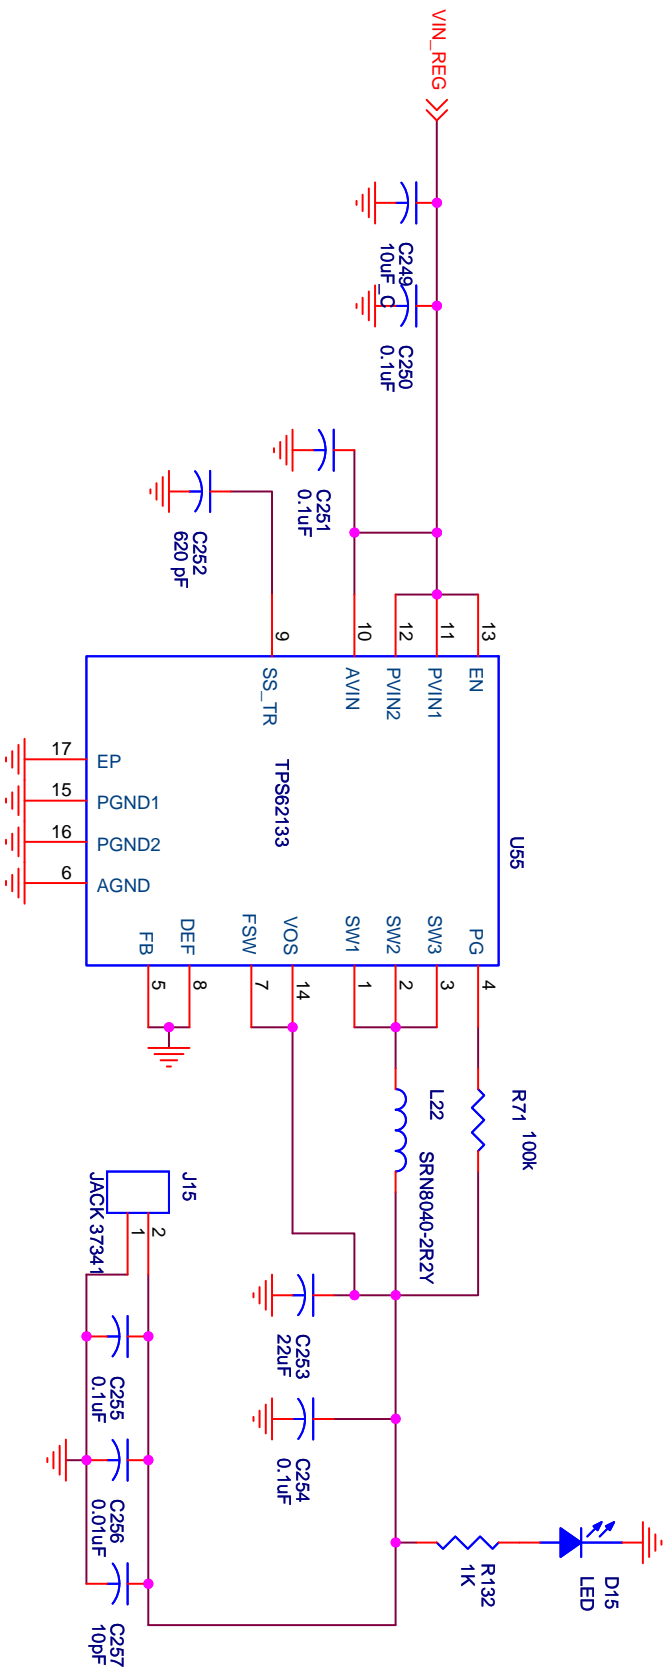 VIN_REG
C249
10uF_C
C250
0.1uF
C251
0.1uF
C252
620 pF
9
10
12
11
13
SS_TR
AVIN
PVIN2
PVIN1
EN
TPS62133
U55
17
EP
15
PGND1
16
PGND2
6
AGND
FB
DEF
FSW
VOS
SW1
SW2
SW3
PG
5
8
7
14
1
2
3
4
L22
SRN8040-2R2Y
R71
100k
J15
JACK 37341
1
2
C253
22uF
C254
0.1uF
C255
0.1uF
C256
0.01uF
C257
10pF
R132
1K
D15
LED